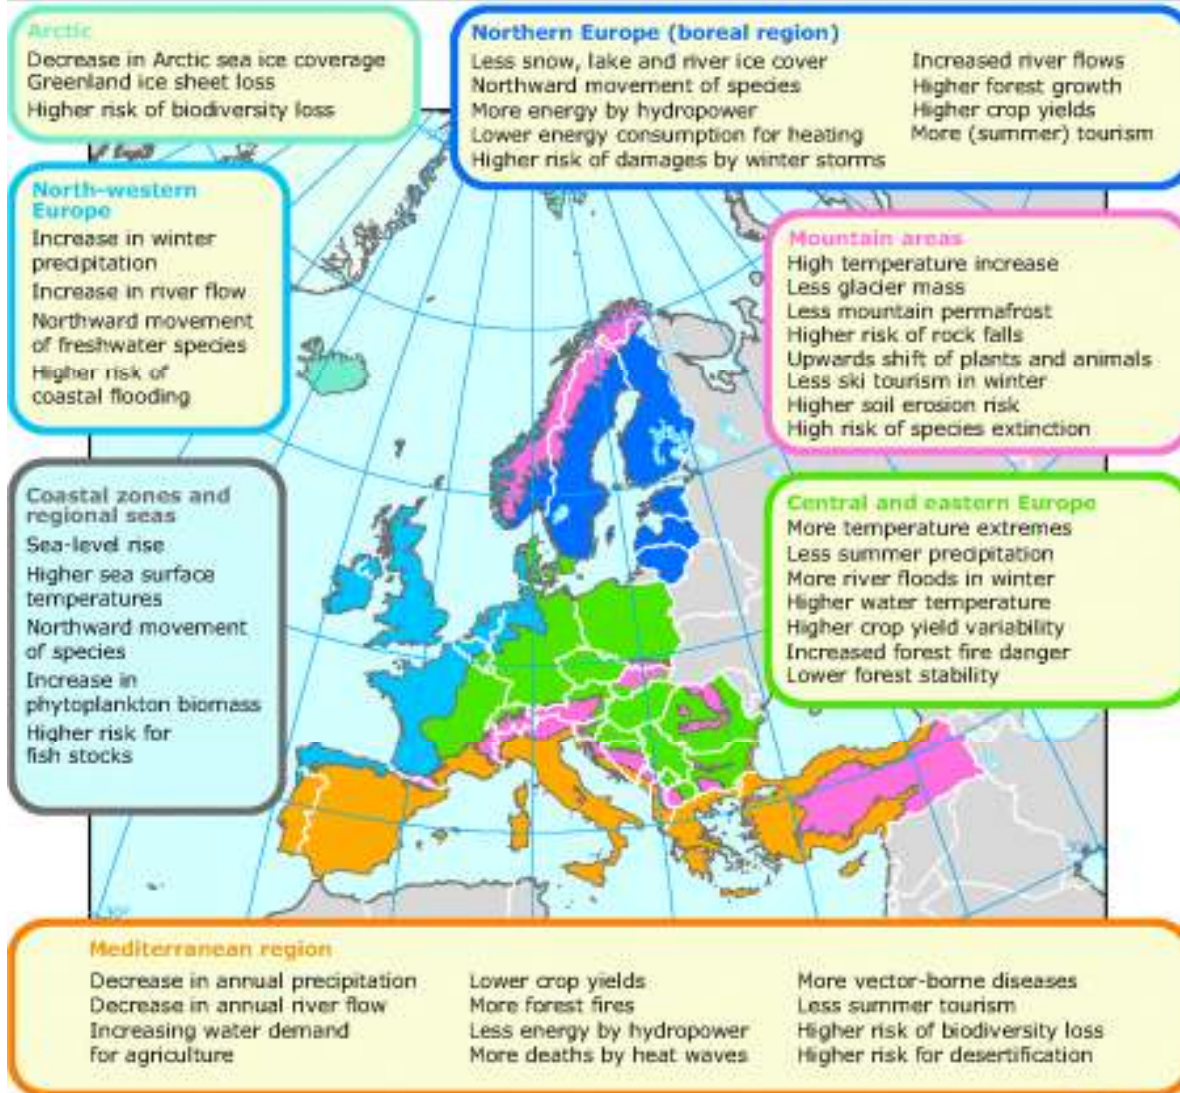 Arctic
Decrease in Arctic sea ice coverage
Greenland ice sheet loss
Higher risk of biodiversity loss
Northern Europe (boreal region)
Less snow, lake and river ice cover
Northward movement of species
More energy by hydropower
Lower energy consumption for heating
Higher risk of damages by winter storms
Increased river flows
Higher forest growth
Higher crop yields
More (summer) tourism
North-western
Europe
Increase in winter
precipitation
Increase in river flow
Northward movement
of freshwater species
Higher risk of
coastal flooding
Mountain areas
High temperature increase
Less glacier mass
Less mountain permafrost
Higher risk of rock falls
Upwards shift of plants and animals
Less ski tourism in winter
Higher soil erosion risk
High risk of species extinction
Coastal zones and
regional seas
Sea-level rise
Higher sea surface
temperatures
Northward movement
of species
Increase in
phytoplankton biomass
Higher risk for
fish stocks
Central and eastern Europe
More temperature extremes
Less summer precipitation
More river floods in winter
Higher water temperature
Higher crop yield variability
Increased forest fire danger
Lower forest stability
Mediterranean region
Decrease in annual precipitation
Decrease in annual river flow
Increasing water demand
for agriculture
Lower crop yields
More forest fires
Less energy by hydropower
More deaths by heat waves
More vector-borne diseases
Less summer tourism
Higher risk of biodiversity loss
Higher risk for desertification